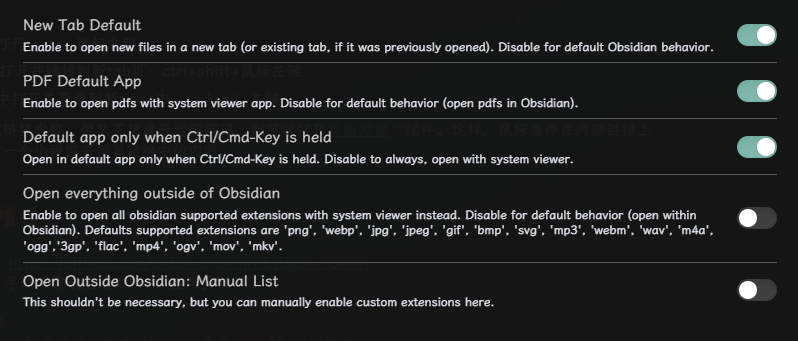 New Tab Default
Enable to open new files in a new tab (or existing tab, if it was previously opened). Disable for default Obsidian behavior.
PDF Default App
Enable to open pdfs with system viewer app. Disable for default behavior (open pdfs in Obsidian).
Default app only when Ctrl/Cmd-Key is held
Open in default app only when Ctrl/Cmd-Key is held. Disable to always, open with system viewer.
Open everything outside of Obsidian
Enable to open all obsidian supported extensions with system viewer instead. Disable for default behavior (open within
Obsidian). Defaults supported extensions are 'png', 'webp', 'jpg', 'jpeg', 'gif', 'bmp', 'svg', 'mp3', 'webm', 'wav', 'm4a',
'ogg','3gp', 'flac', 'mp4', 'ogv', 'mov', 'mkv'.
Open Outside Obsidian: Manual List
This shouldn't be necessary, but you can manually enable custom extensions here.